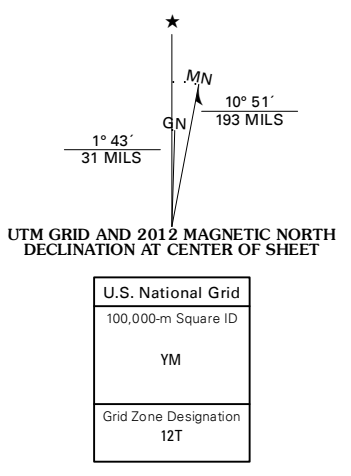 ★
MN
GN
10° 51´
193 MILS
1° 43´
31 MILS
UTM GRID AND 2012 MAGNETIC NORTH
DECLINATION AT CENTER OF SHEET
U.S. National Grid
100,000-m Square ID
YM
Grid Zone Designation
12T